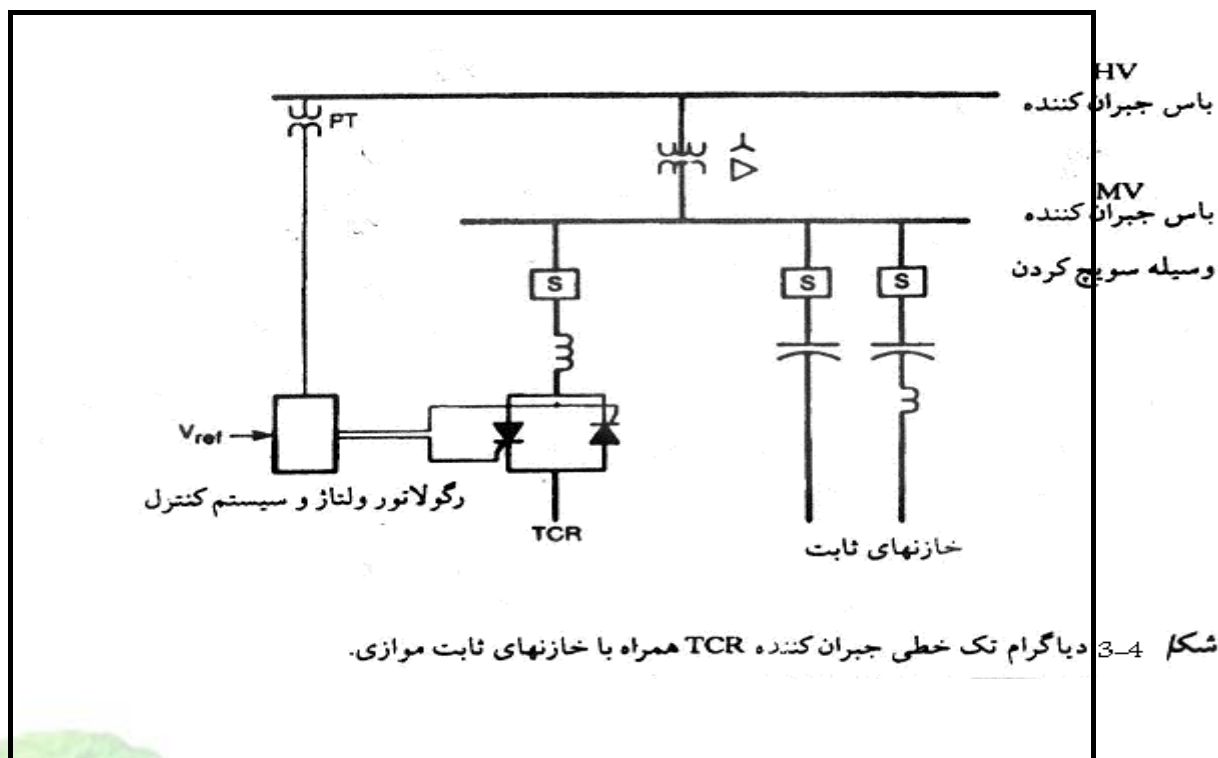 HV
باس جبران کننده
PT
MV
باس جبران کننده
وسیله سویچ کردن
S
S
S
Vref
رگولاتور ولتاژ و سیستم کنترل
TCR
خازنهای ثابت
شکل 3-4 دیاگرام تک خطی جبران کننده TCR همراه با خازنهای ثابت موازی.